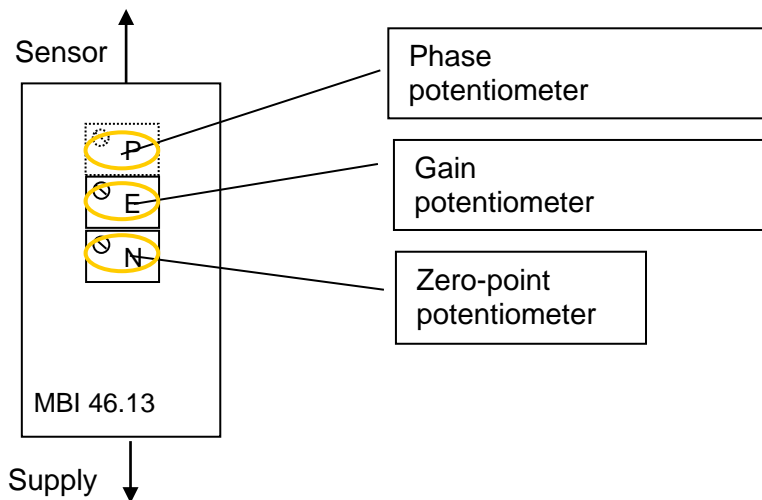 Sensor
Phase
potentiometer
P
Gain
potentiometer
E
N
Zero-point
potentiometer
MBI 46.13
Supply